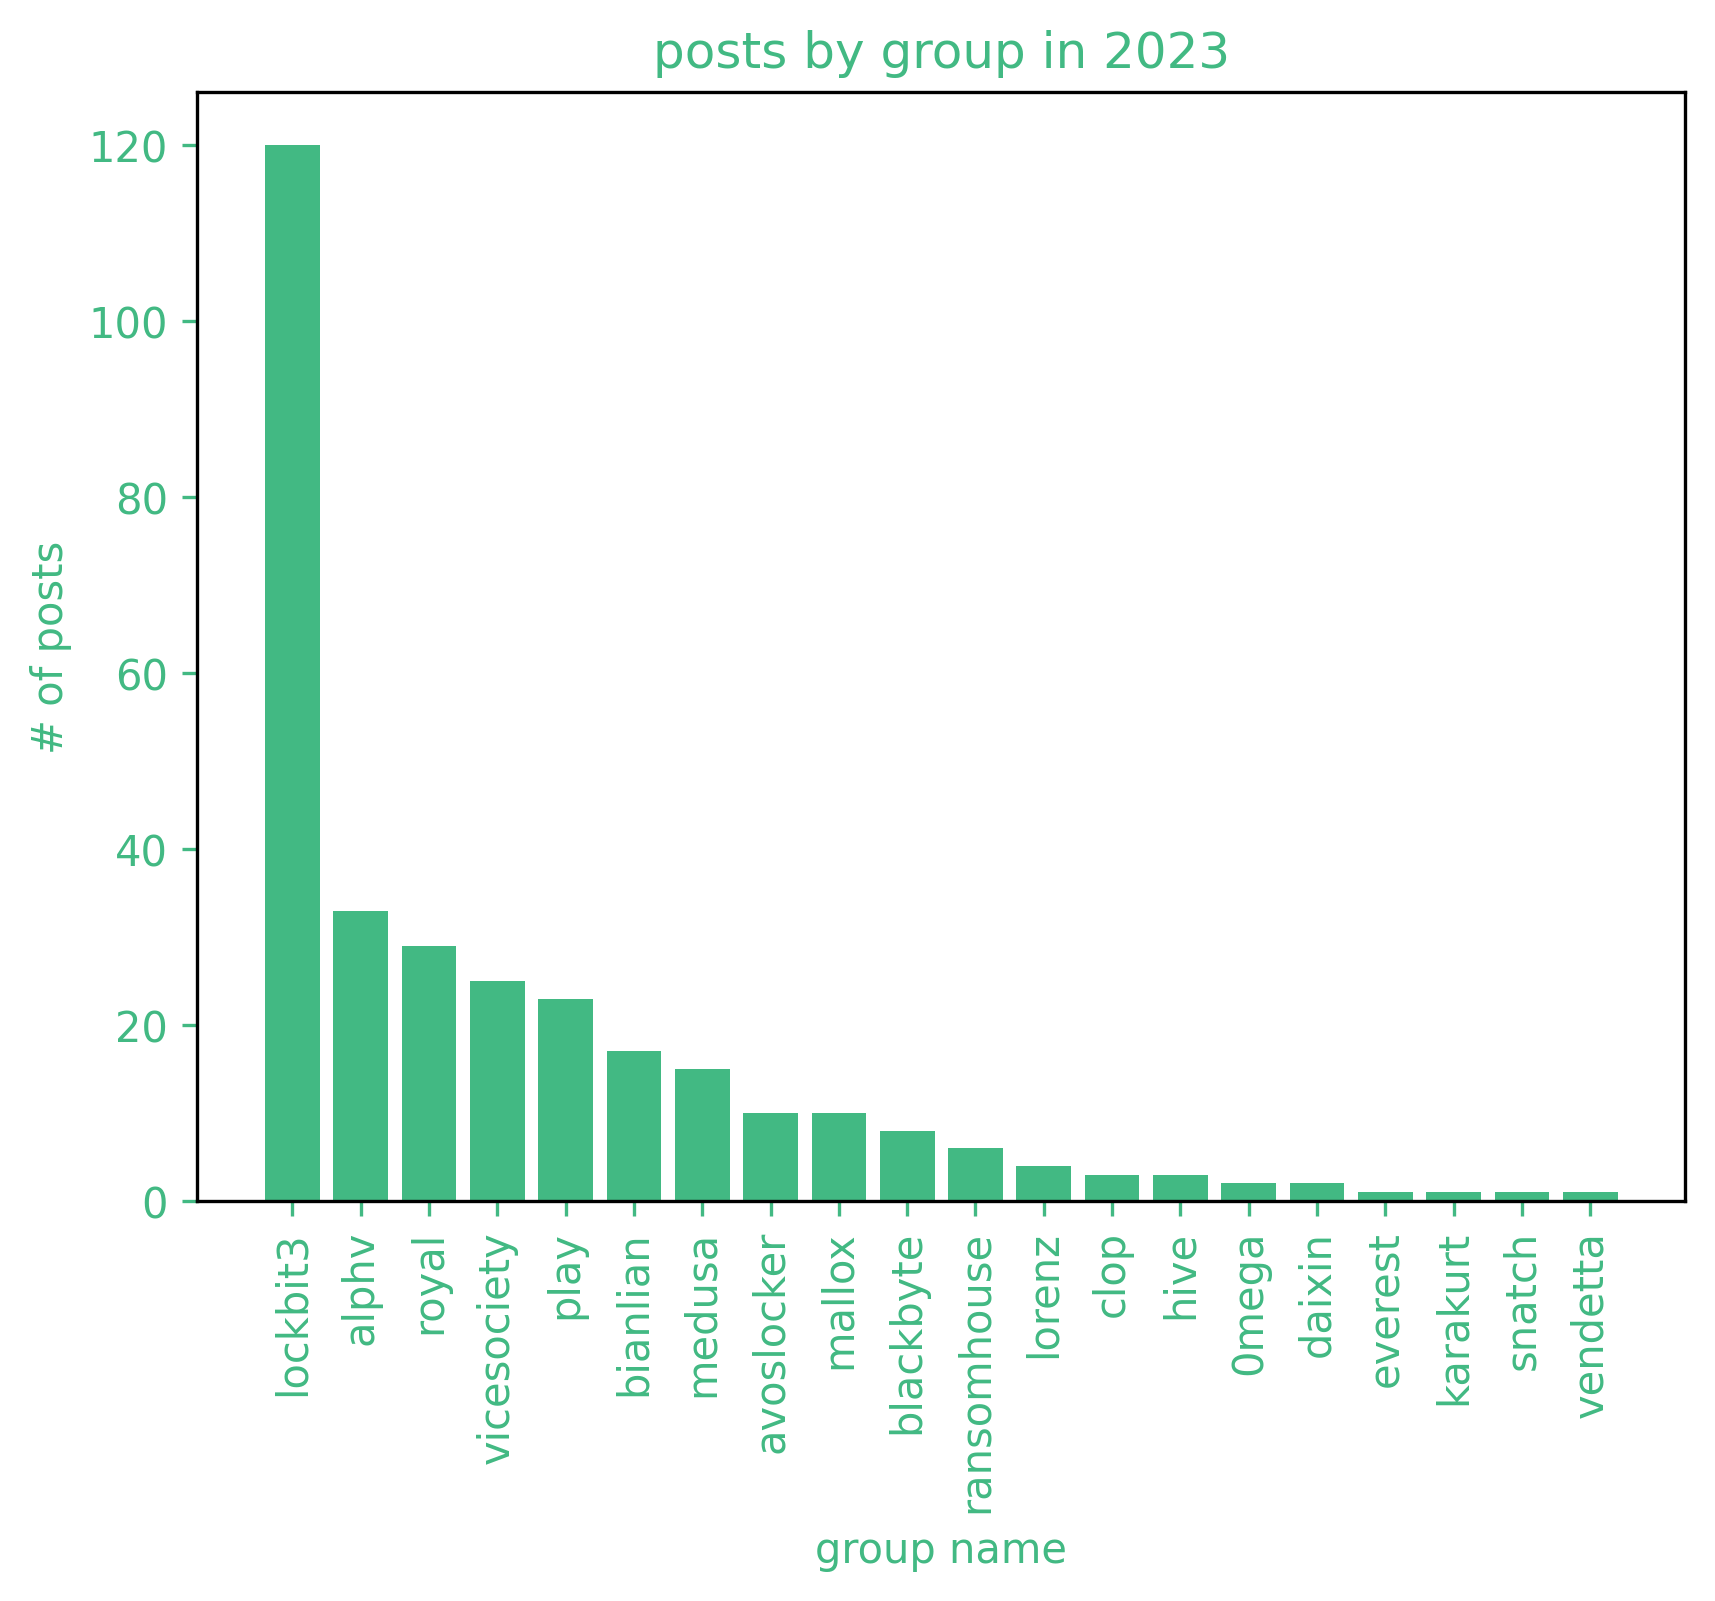 posts by group in 2023
# of posts
120
100
80
60
40
20
0
lockbit3
alphv
royal
vicesociety
play
bianlian
medusa
avoslocker
mallox
blackbyte
ransomhouse
lorenz
clop
hive
0mega
daixin
everest
karakurt
snatch
vendetta
group name